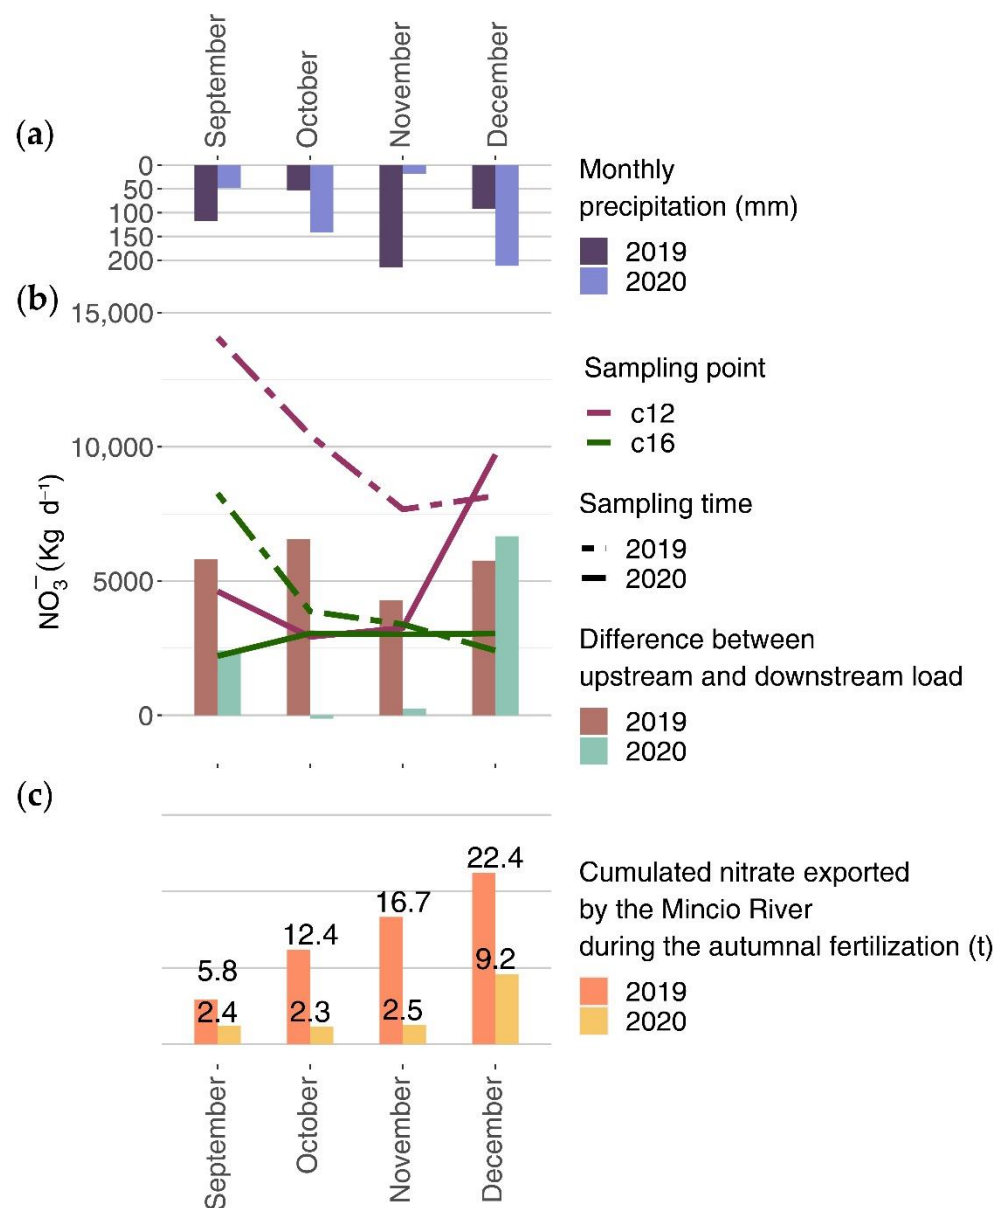 September
October
November
December
(a)
0
50
100
150
200
Monthly
precipitation (mm)
2019
2020
(b)
15,000
10,000
5000
0
NO₃⁻ (Kg d⁻¹)
Sampling point
c12
c16
Sampling time
2019
2020
Difference between
upstream and downstream load
2019
2020
(c)
5.8
2.4
12.4
2.3
16.7
2.5
22.4
9.2
Cumulated nitrate exported
by the Mincio River
during the autumnal fertilization (t)
2019
2020
September
October
November
December